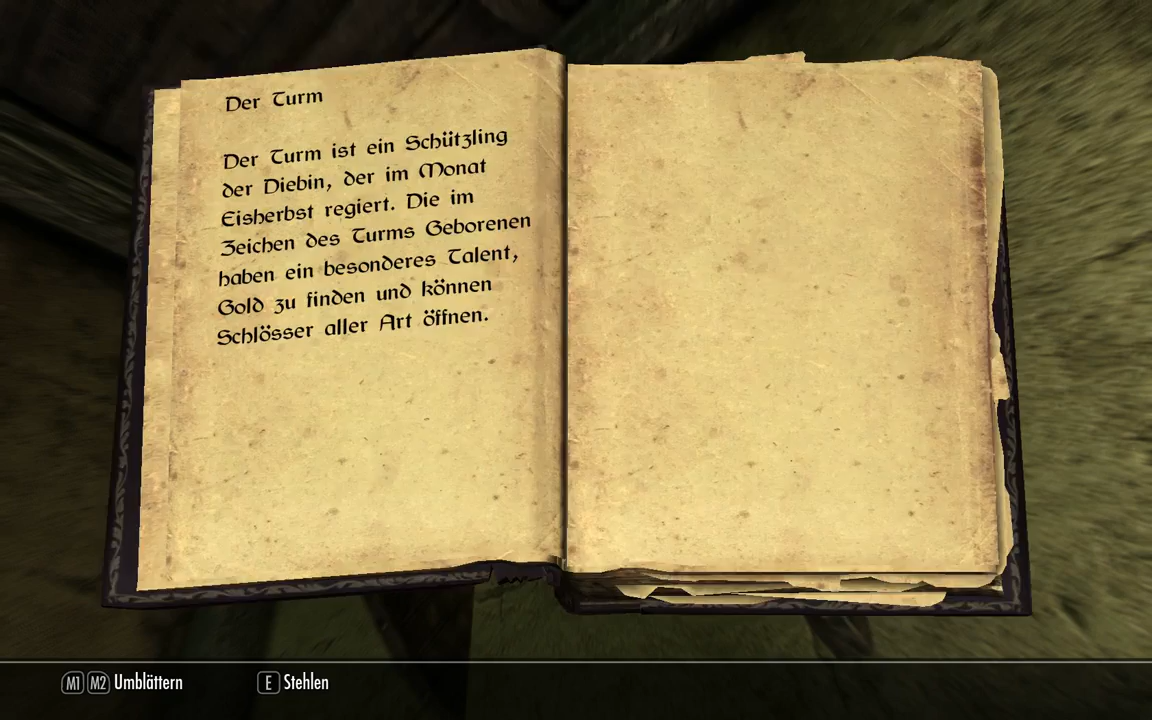 Der Turm
Der Turm ist ein Schützling
der Diebin, der im Monat
Eisherbst regiert. Die im
Zeichen des Turms Geborenen
haben ein besonderes Talent,
Gold zu finden und können
Schlösser aller Art öffnen.
M1 M2 Umblättern
E Stehlen